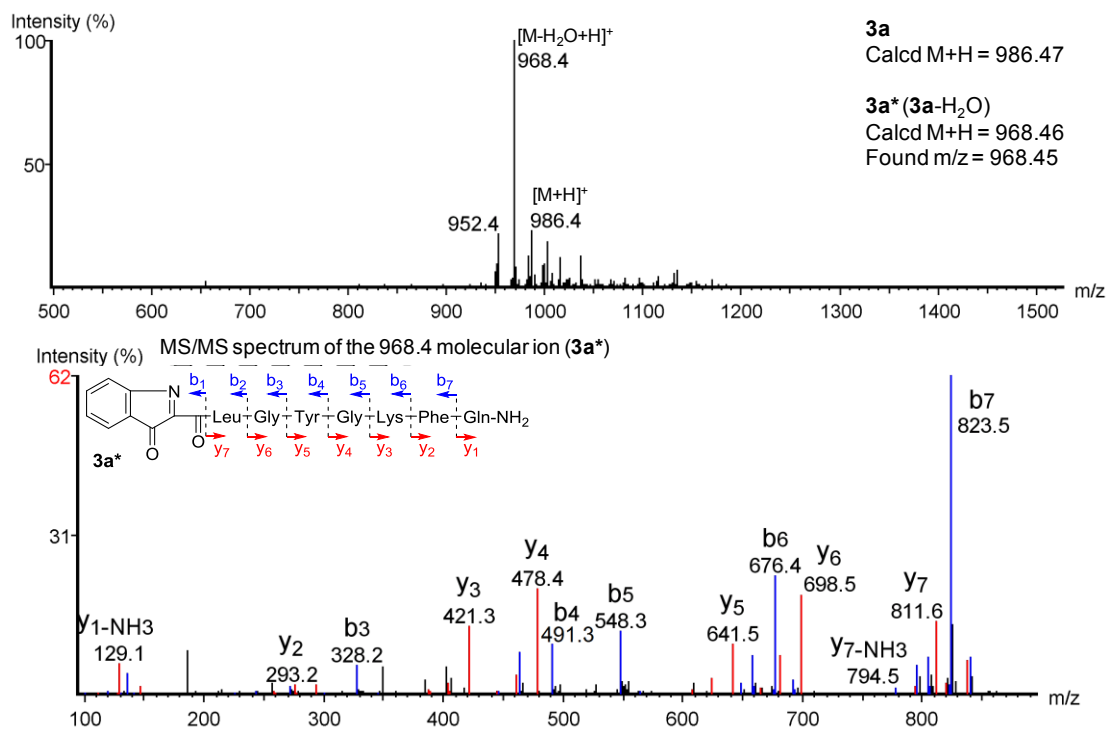 Intensity (%)
100
50
[M-H2O+H]+
968.4
[M+H]+
986.4
952.4
3a
Calcd M+H = 986.47
3a* (3a-H2O)
Calcd M+H = 968.46
Found m/z = 968.45
500 600 700 800 900 1000 1100 1200 1300 1400 1500
m/z
MS/MS spectrum of the 968.4 molecular ion (3a*)
Intensity (%)
62
31
b1 b2 b3 b4 b5 b6 b7
N
Leu Gly Tyr Gly Lys Phe Gln-NH2
O
O
y7 y6 y5 y4 y3 y2 y1
3a*
b7
823.5
y4
478.4
b6
676.4
y6
698.5
y3
421.3
b4
491.3
b5
548.3
y5
641.5
y7
811.6
y1-NH3
129.1
y2
293.2
b3
328.2
y7-NH3
794.5
100 200 300 400 500 600 700 800
m/z